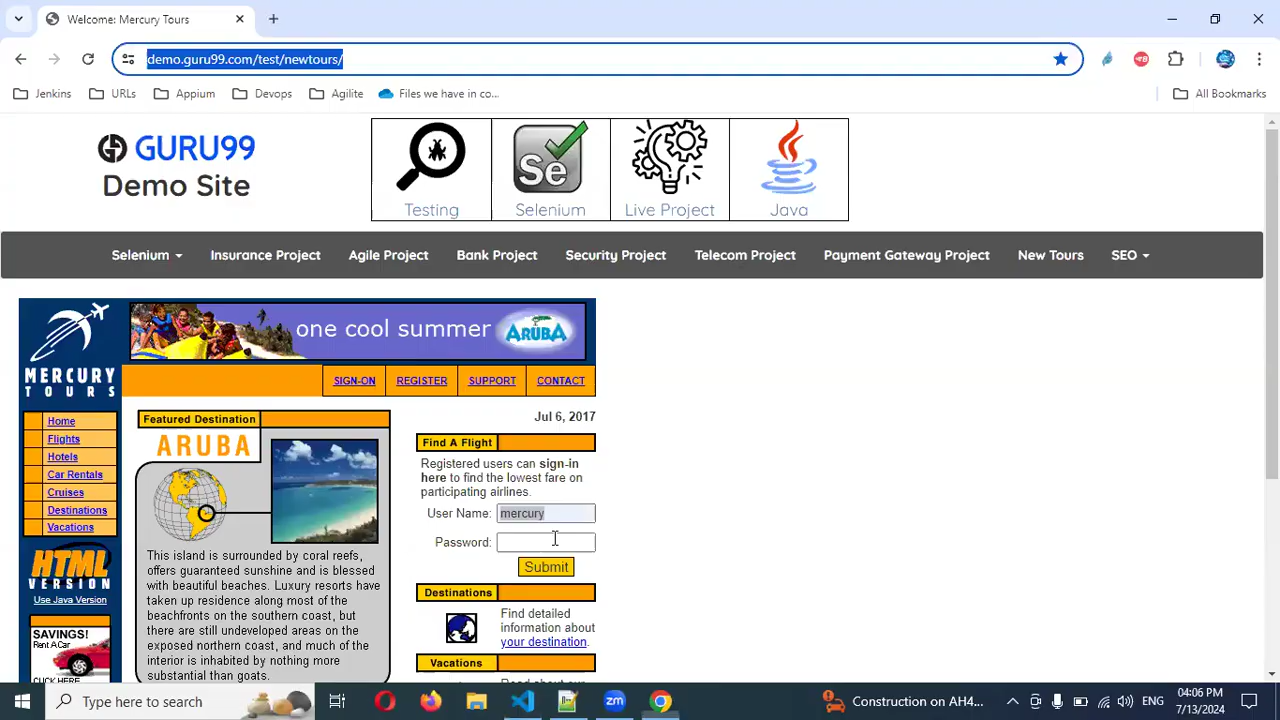 Welcome: Mercury Tours
demo.guru99.com/test/newtours/
Jenkins
URLs
Appium
Devops
Agilite
Files we have in co...
All Bookmarks
GURU99
Demo Site
Testing
Se
Selenium
Live Project
Java
Selenium
Insurance Project
Agile Project
Bank Project
Security Project
Telecom Project
Payment Gateway Project
New Tours
SEO
one cool summer
ARUBA
MERCURY
TOURS
SIGN-ON
REGISTER
SUPPORT
CONTACT
Home
Flights
Hotels
Car Rentals
Cruises
Destinations
Vacations
HTML
VERSION
Use Java Version
SAVINGS!
Rent A Car
CLICK HERE
Featured Destination
ARUBA
This island is surrounded by coral reefs,
offers guaranteed sunshine and is blessed
with beautiful beaches. Luxury resorts have
taken up residence along most of the
beachfronts on the southern coast, but
there are still undeveloped areas on the
exposed northern coast, and much of the
interior is inhabited by nothing more
substantial than goats.
Jul 6, 2017
Find A Flight
Registered users can sign-in
here to find the lowest fare on
participating airlines.
User Name: mercury
Password:
Submit
Destinations
Find detailed
information about
your destination.
Vacations
Read about our
Type here to search
zm
Construction on AH4...
ENG
04:06 PM
7/13/2024